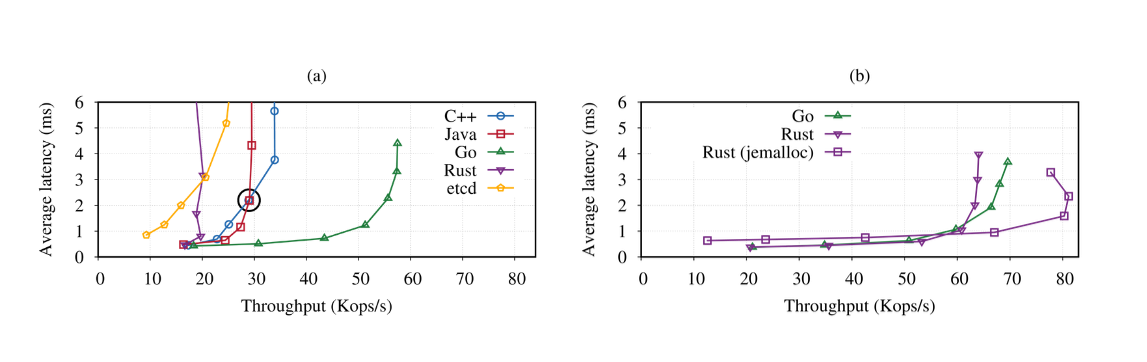 (a)
Average latency (ms)
6
5
4
3
2
1
0
0 10 20 30 40 50 60 70 80
Throughput (Kops/s)
C++
Java
Go
Rust
etcd
(b)
Average latency (ms)
6
5
4
3
2
1
0
0 10 20 30 40 50 60 70 80
Throughput (Kops/s)
Go
Rust
Rust (jemalloc)